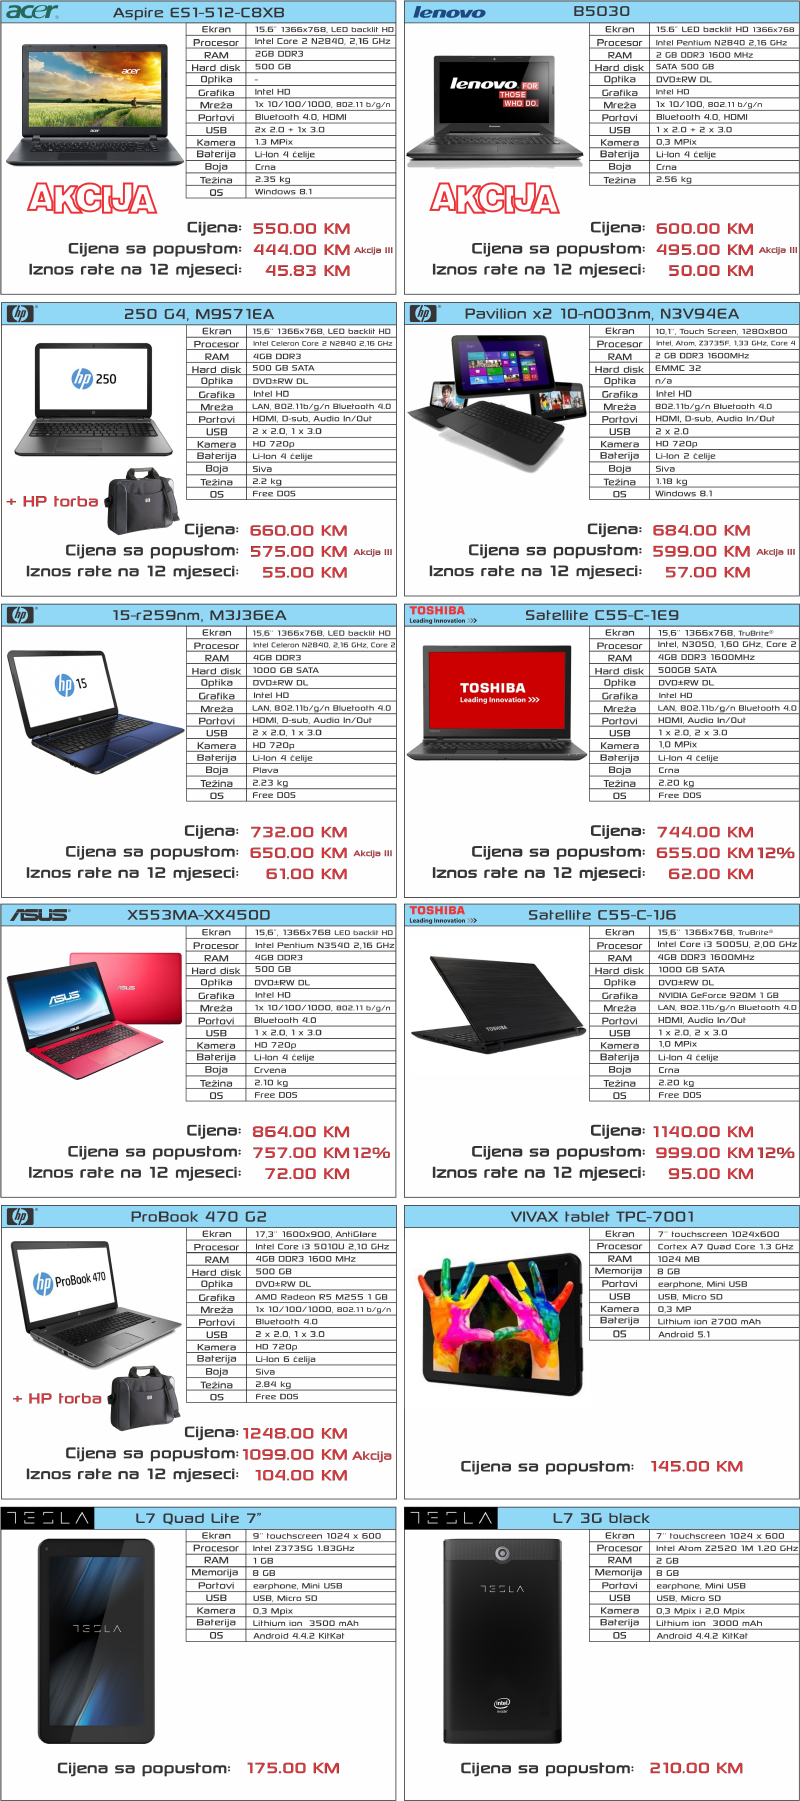 acer Aspire ES1-512-C8XB
Ekran 15.6" 1366x768, LED backlit HD
Procesor Intel Core 2 N2840, 2,16 GHz
RAM 2GB DDR3
Hard disk 500 GB
Optika -
Grafika Intel HD
Mreža 1x 10/100/1000, 802.11 b/g/n
Portovi Bluetooth 4.0, HDMI
USB 2x 2.0 + 1x 3.0
Kamera 1.3 MPix
Baterija Li-Ion 4 ćelije
Boja Crna
Težina 2.35 kg
OS Windows 8.1
acer
acer
AKCIJA
Cijena: 550.00 KM
Cijena sa popustom: 444.00 KM Akcija !!!
Iznos rate na 12 mjeseci: 45.83 KM
lenovo B5030
Ekran 15.6" LED backlit HD 1366x768
Procesor Intel Pentium N2840 2,16 GHz
RAM 2 GB DDR3 1600 MHz
Hard disk SATA 500 GB
Optika DVD±RW DL
Grafika Intel HD
Mreža 1x 10/100, 802.11 b/g/n
Portovi Bluetooth 4.0, HDMI
USB 1 x 2.0 + 2 x 3.0
Kamera 0,3 MPix
Baterija Li-Ion 4 ćelije
Boja Crna
Težina 2.56 kg
lenovo FOR
THOSE
WHO DO.
AKCIJA
Cijena: 600.00 KM
Cijena sa popustom: 495.00 KM Akcija !!!
Iznos rate na 12 mjeseci: 50.00 KM
hp 250 G4, M9S71EA
Ekran 15,6" 1366x768, LED backlit HD
Procesor Intel Celeron Core 2 N2840 2,16 GHz
RAM 4GB DDR3
Hard disk 500 GB SATA
Optika DVD±RW DL
Grafika Intel HD
Mreža LAN, 802.11b/g/n Bluetooth 4.0
Portovi HDMI, D-sub, Audio In/Out
USB 2 x 2.0, 1 x 3.0
Kamera HD 720p
Baterija Li-Ion 4 ćelije
Boja Siva
Težina 2.2 kg
OS Free DOS
hp 250
+ HP torba
Cijena: 660.00 KM
Cijena sa popustom: 575.00 KM Akcija !!!
Iznos rate na 12 mjeseci: 55.00 KM
hp Pavilion x2 10-n003nm, N3V94EA
Ekran 10,1", Touch Screen, 1280x800
Procesor Intel, Atom, Z3735F, 1,33 GHz, Core 4
RAM 2 GB DDR3 1600MHz
Hard disk EMMC 32
Optika n/a
Grafika Intel HD
Mreža 802.11b/g/n Bluetooth 4.0
Portovi HDMI, D-sub, Audio In/Out
USB 2 x 2.0
Kamera HD 720p
Baterija Li-Ion 2 ćelije
Boja Siva
Težina 1.18 kg
OS Windows 8.1
Cijena: 684.00 KM
Cijena sa popustom: 599.00 KM Akcija !!!
Iznos rate na 12 mjeseci: 57.00 KM
hp 15-r259nm, M3J36EA
Ekran 15,6" 1366x768, LED backlit HD
Procesor Intel Celeron N2840, 2,16 GHz, Core 2
RAM 4GB DDR3
Hard disk 1000 GB SATA
Optika DVD±RW DL
Grafika Intel HD
Mreža LAN, 802.11b/g/n Bluetooth 4.0
Portovi HDMI, D-sub, Audio In/Out
USB 2 x 2.0, 1 x 3.0
Kamera HD 720p
Baterija Li-Ion 4 ćelije
Boja Plava
Težina 2.23 kg
OS Free DOS
hp 15
Cijena: 732.00 KM
Cijena sa popustom: 650.00 KM Akcija !!!
Iznos rate na 12 mjeseci: 61.00 KM
TOSHIBA Satellite C55-C-1E9
Leading Innovation >>>
Ekran 15,6" 1366x768, TruBrite®
Procesor Intel, N3050, 1,60 GHz, Core 2
RAM 4GB DDR3 1600MHz
Hard disk 500GB SATA
Optika DVD±RW DL
Grafika Intel HD
Mreža LAN, 802.11b/g/n Bluetooth 4.0
Portovi HDMI, Audio In/Out
USB 1 x 2.0, 2 x 3.0
Kamera 1,0 MPix
Baterija Li-Ion 4 ćelije
Boja Crna
Težina 2.20 kg
OS Free DOS
TOSHIBA
Leading Innovation >>>
Cijena: 744.00 KM
Cijena sa popustom: 655.00 KM 12%
Iznos rate na 12 mjeseci: 62.00 KM
ASUS X553MA-XX450D
Ekran 15,6", 1366x768 LED backlit HD
Procesor Intel Pentium N3540 2,16 GHz
RAM 4GB DDR3
Hard disk 500 GB
Optika DVD±RW DL
Grafika Intel HD
Mreža 1x 10/100/1000, 802.11 b/g/n
Portovi Bluetooth 4.0
USB 1 x 2.0, 1 x 3.0
Kamera HD 720p
Baterija Li-Ion 4 ćelije
Boja Crvena
Težina 2.10 kg
OS Free DOS
ASUS
ASUS
Cijena: 864.00 KM
Cijena sa popustom: 757.00 KM 12%
Iznos rate na 12 mjeseci: 72.00 KM
TOSHIBA Satellite C55-C-1J6
Leading Innovation >>>
Ekran 15,6" 1366x768, TruBrite®
Procesor Intel Core i3 5005U, 2,00 GHz
RAM 4GB DDR3 1600MHz
Hard disk 1000 GB SATA
Optika DVD±RW DL
Grafika NVIDIA GeForce 920M 1 GB
Mreža LAN, 802.11b/g/n Bluetooth 4.0
Portovi HDMI, Audio In/Out
USB 1 x 2.0, 2 x 3.0
Kamera 1,0 MPix
Baterija Li-Ion 4 ćelije
Boja Crna
Težina 2.20 kg
OS Free DOS
TOSHIBA
Cijena: 1140.00 KM
Cijena sa popustom: 999.00 KM 12%
Iznos rate na 12 mjeseci: 95.00 KM
hp ProBook 470 G2
Ekran 17,3" 1600x900, AntiGlare
Procesor Intel Core i3 5010U 2,10 GHz
RAM 4GB DDR3 1600 MHz
Hard disk 500 GB
Optika DVD±RW DL
Grafika AMD Radeon R5 M255 1 GB
Mreža 1x 10/100/1000, 802.11 b/g/n
Portovi Bluetooth 4.0
USB 2 x 2.0, 1 x 3.0
Kamera HD 720p
Baterija Li-Ion 6 ćelija
Boja Siva
Težina 2.84 kg
OS Free DOS
hp ProBook 470
+ HP torba
Cijena: 1248.00 KM
Cijena sa popustom: 1099.00 KM Akcija
Iznos rate na 12 mjeseci: 104.00 KM
VIVAX tablet TPC-7001
Ekran 7" touchscreen 1024x600
Procesor Cortex A7 Quad Core 1.3 GHz
RAM 1024 MB
Memorija 8 GB
Portovi earphone, Mini USB
USB USB, Micro SD
Kamera 0,3 MP
Baterija Lithium ion 2700 mAh
OS Android 5.1
Cijena sa popustom: 145.00 KM
TESLA L7 Quad Lite 7"
Ekran 9" touchscreen 1024 x 600
Procesor Intel Z3735G 1.83GHz
RAM 1 GB
Memorija 8 GB
Portovi earphone, Mini USB
USB USB, Micro SD
Kamera 0,3 Mpix
Baterija Lithium ion 3500 mAh
OS Android 4.4.2 KitKat
TESLA
Cijena sa popustom: 175.00 KM
TESLA L7 3G black
Ekran 7" touchscreen 1024 x 600
Procesor Intel Atom Z2520 1M 1.20 GHz
RAM 2 GB
Memorija 8 GB
Portovi earphone, Mini USB
USB USB, Micro SD
Kamera 0,3 Mpix i 2,0 Mpix
Baterija Lithium ion 3000 mAh
OS Android 4.4.2 KitKat
TESLA
intel
inside
Cijena sa popustom: 210.00 KM